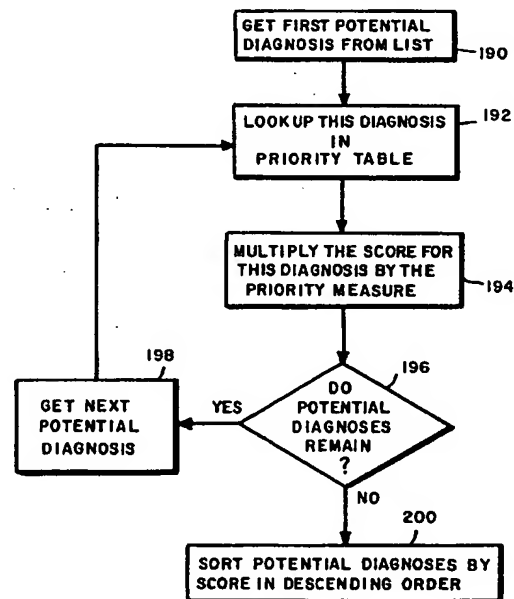 GET FIRST POTENTIAL
DIAGNOSIS FROM LIST
190
LOOKUP THIS DIAGNOSIS
IN
PRIORITY TABLE
192
MULTIPLY THE SCORE FOR
THIS DIAGNOSIS BY THE
PRIORITY MEASURE
194
196
DO
POTENTIAL
DIAGNOSES
REMAIN
?
YES
198
GET NEXT
POTENTIAL
DIAGNOSIS
NO
200
SORT POTENTIAL DIAGNOSES BY
SCORE IN DESCENDING ORDER